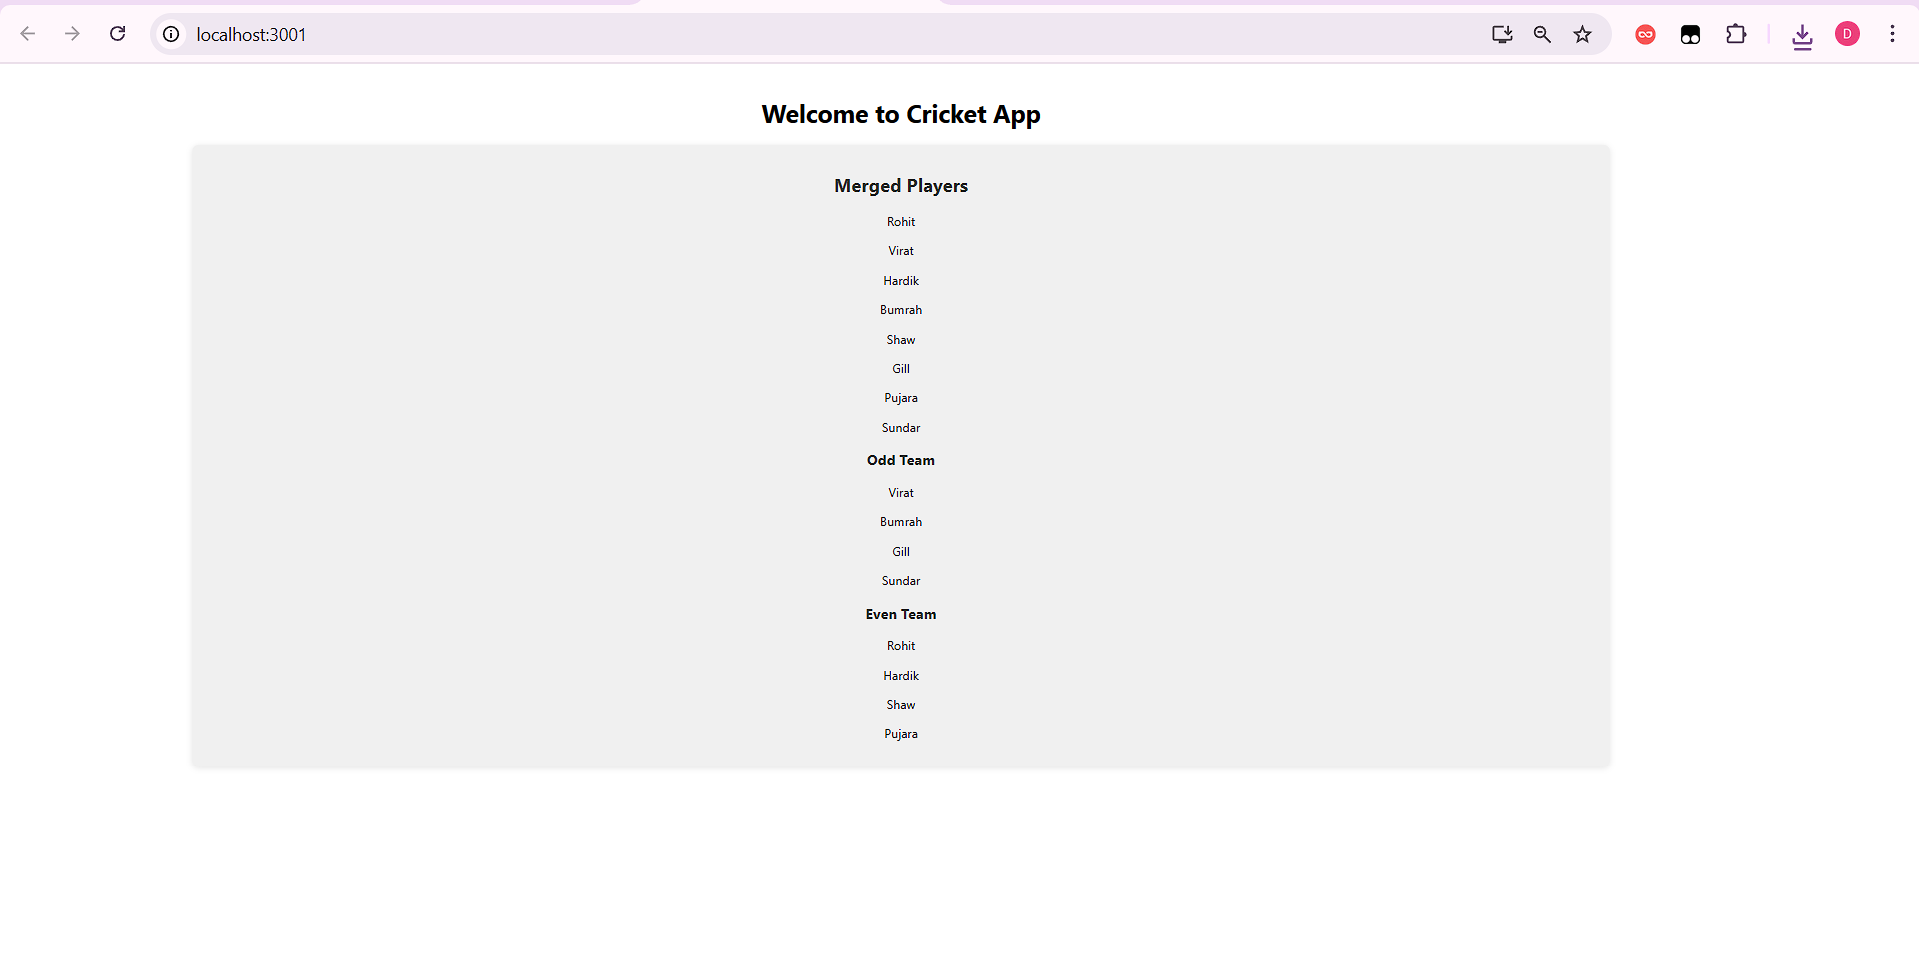 localhost:3001
D
Welcome to Cricket App
Merged Players
Rohit
Virat
Hardik
Bumrah
Shaw
Gill
Pujara
Sundar
Odd Team
Virat
Bumrah
Gill
Sundar
Even Team
Rohit
Hardik
Shaw
Pujara